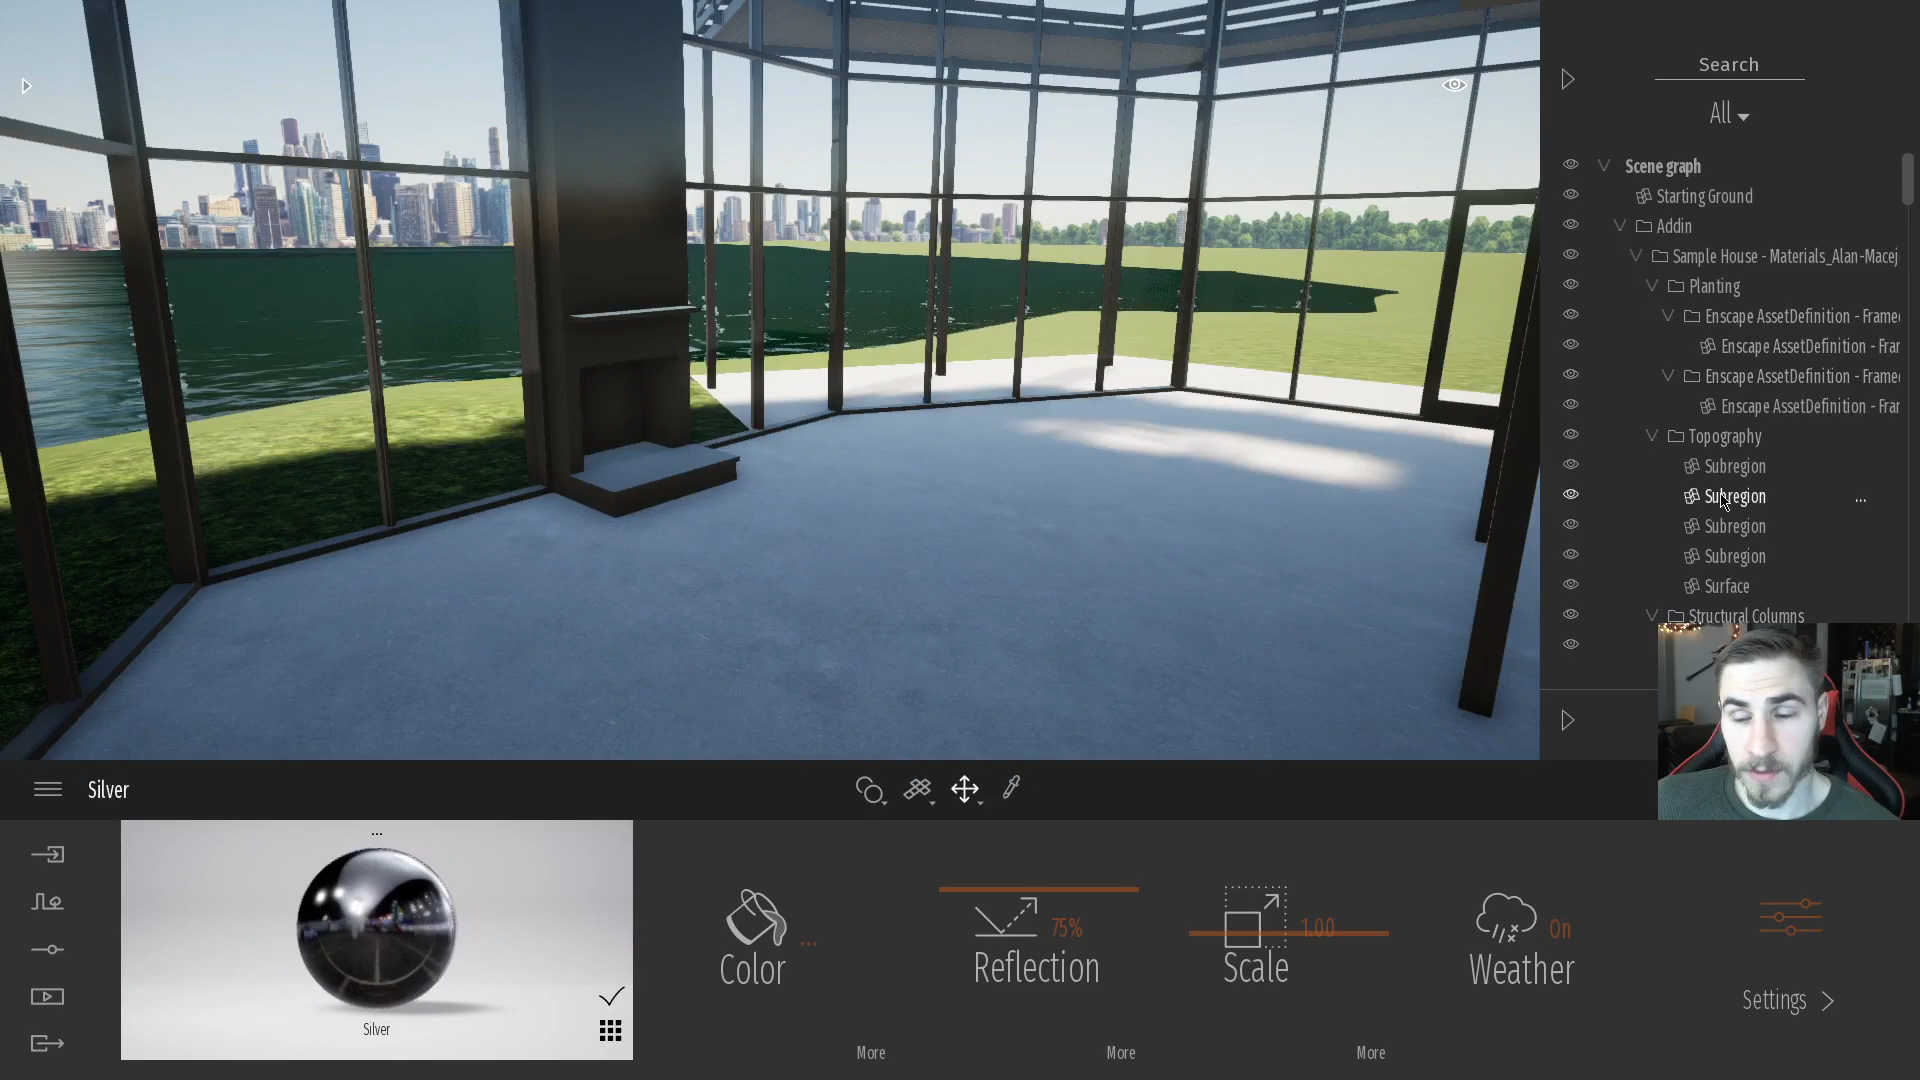 Search
All
Scene graph
Starting Ground
Addin
Sample House - Materials_Alan-Macej
Planting
Enscape AssetDefinition - Frame
Enscape AssetDefinition - Fra
Enscape AssetDefinition - Frame
Enscape AssetDefinition - Fra
Topography
Subregion
Subregion
...
Subregion
Subregion
Surface
Structural Columns
Silver
...
Silver
Color
...
Reflection
75%
Scale
1.00
Weather
On
Settings
More
More
More